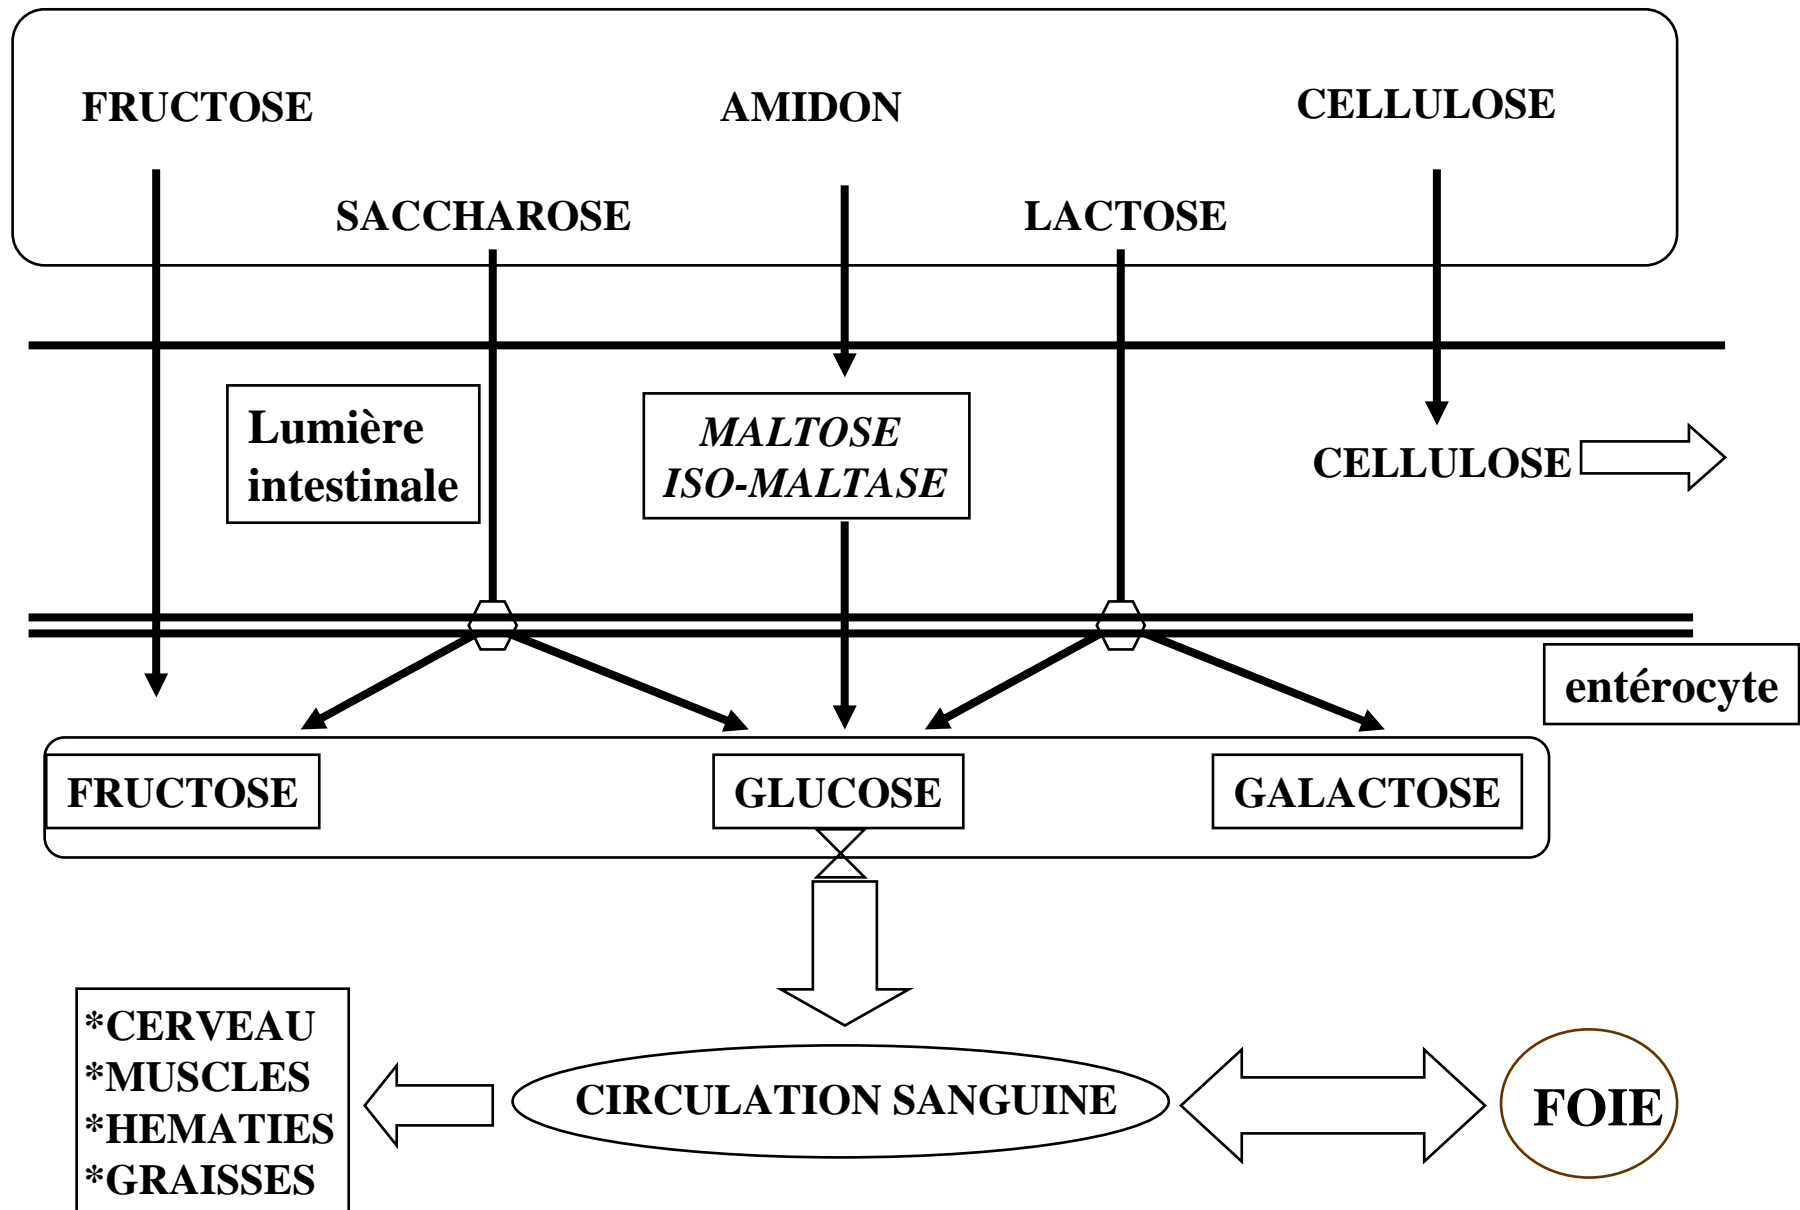 FRUCTOSE
AMIDON
CELLULOSE
SACCHAROSE
LACTOSE
Lumière
intestinale
MALTOSE
ISO-MALTASE
CELLULOSE
entérocyte
FRUCTOSE
GLUCOSE
GALACTOSE
*CERVEAU
*MUSCLES
*HEMATIES
*GRAISSES
CIRCULATION SANGUINE
FOIE